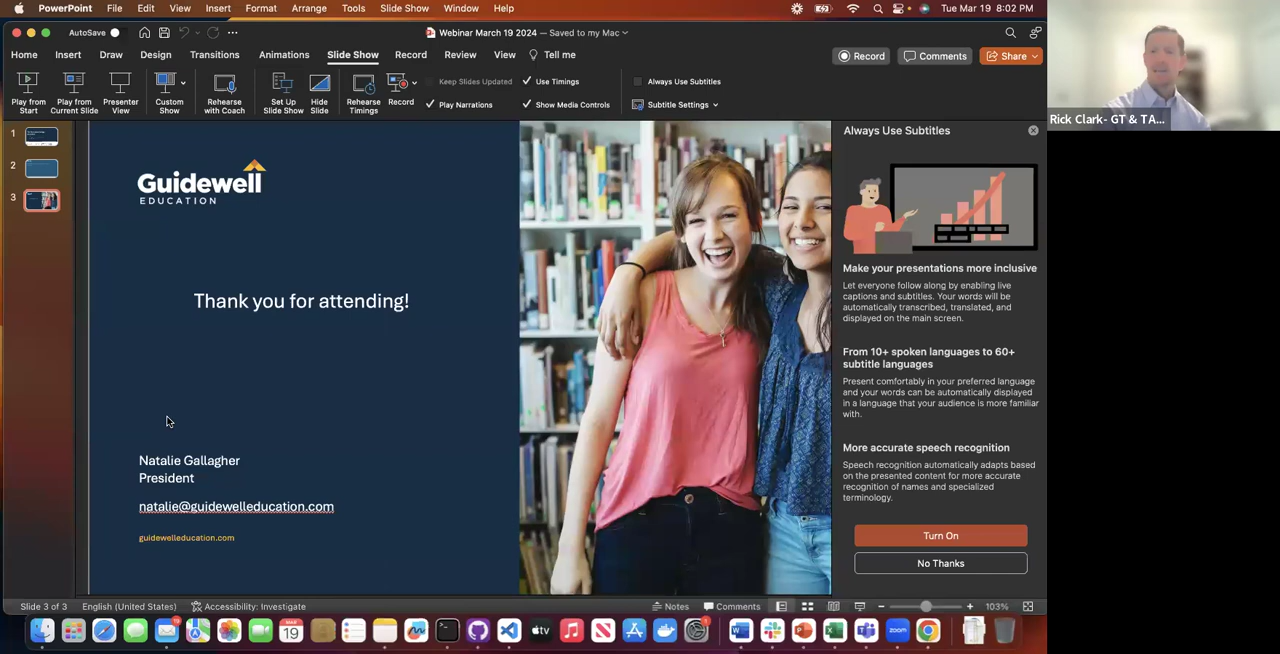 PowerPoint File Edit View Insert Format Arrange Tools Slide Show Window Help Tue Mar 19 8:02 PM
AutoSave Webinar March 19 2024 — Saved to my Mac
Home Insert Draw Design Transitions Animations Slide Show Record Review View Tell me Record Comments Share
Play from Start
Play from Current Slide
Presenter View
Custom Show
Rehearse with Coach
Set Up Slide Show
Hide Slide
Rehearse Timings
Record
Keep Slides Updated
Use Timings
Always Use Subtitles
Play Narrations
Show Media Controls
Subtitle Settings
1
2
3
Guidewell
EDUCATION
Thank you for attending!
Natalie Gallagher
President
natalie@guidewelleducation.com
guidewelleducation.com
Always Use Subtitles
Make your presentations more inclusive
Let everyone follow along by enabling live
captions and subtitles. Your words will be
automatically transcribed, translated, and
displayed on the main screen.
From 10+ spoken languages to 60+
subtitle languages
Present comfortably in your preferred language
and your words can be automatically displayed
in a language that your audience is more familiar
with.
More accurate speech recognition
Speech recognition automatically adapts based
on the presented content for more accurate
recognition of names and specialized
terminology.
Turn On
No Thanks
Rick Clark- GT & TA...
Slide 3 of 3 English (United States) Accessibility: Investigate Notes Comments 103%
MAR
19
tv
zoom